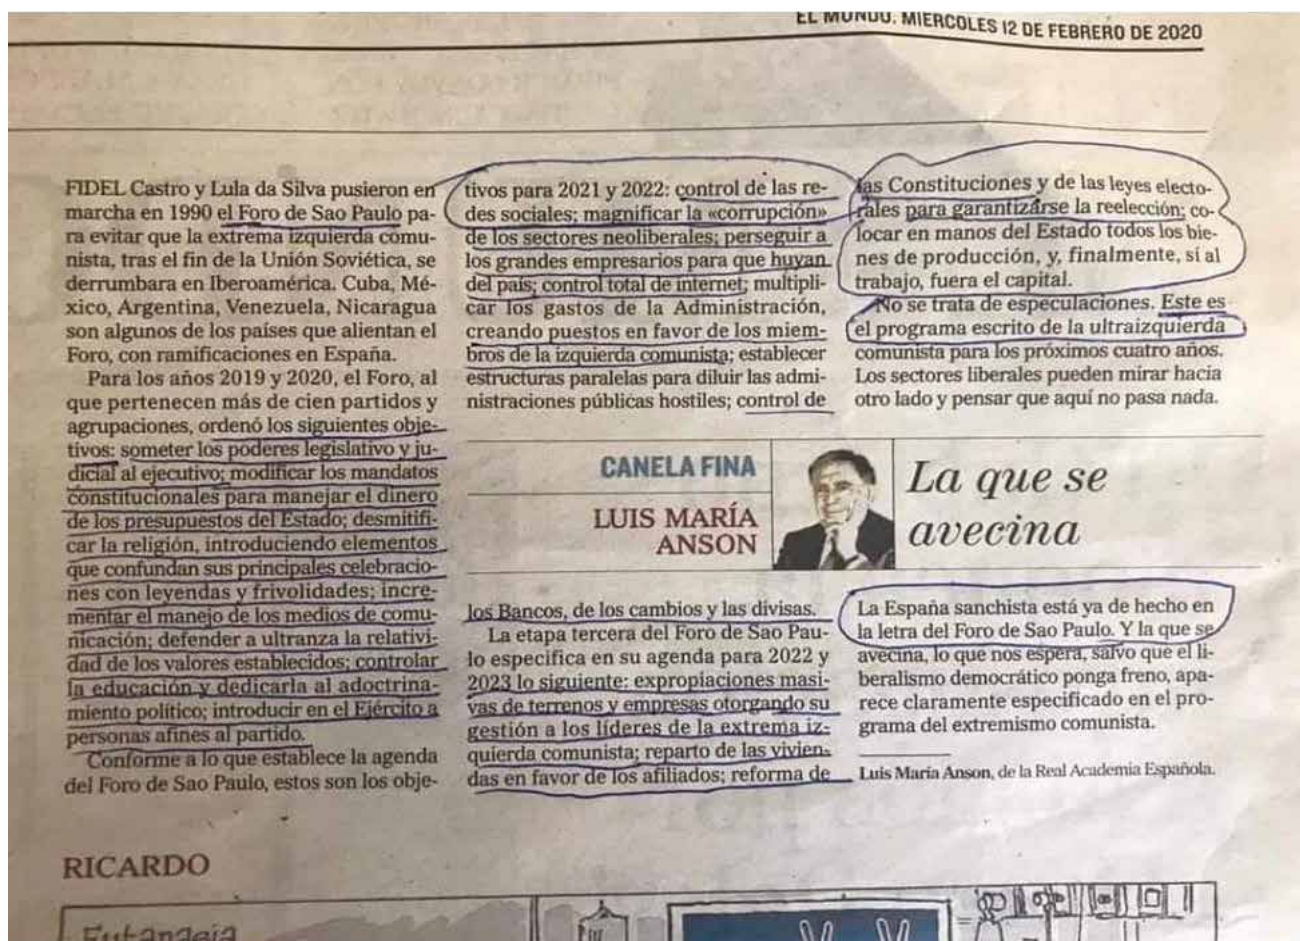 EL MUNDO. MIÉRCOLES 12 DE FEBRERO DE 2020
FIDEL Castro y Lula da Silva pusieron en
marcha en 1990 el Foro de Sao Paulo pa-
ra evitar que la extrema izquierda comu-
nista, tras el fin de la Unión Soviética, se
derrumbara en Iberoamérica. Cuba, Mé-
xico, Argentina, Venezuela, Nicaragua
son algunos de los países que alientan el
Foro, con ramificaciones en España.
Para los años 2019 y 2020, el Foro, al
que pertenecen más de cien partidos y
agrupaciones, ordenó los siguientes obje-
tivos: someter los poderes legislativo y ju-
dicial al ejecutivo; modificar los mandatos
constitucionales para manejar el dinero
de los presupuestos del Estado; desmitifi-
car la religión, introduciendo elementos
que confundan sus principales celebracio-
nes con leyendas y frivolidades; incre-
mentar el manejo de los medios de comu-
nicación; defender a ultranza la relativi-
dad de los valores establecidos; controlar
la educación y dedicarla al adoctrina-
miento político; introducir en el Ejército a
personas afines al partido.
Conforme a lo que establece la agenda
del Foro de Sao Paulo, estos son los obje-
tivos para 2021 y 2022: control de las re-
des sociales; magnificar la «corrupción»
de los sectores neoliberales; perseguir a
los grandes empresarios para que huyan
del país; control total de internet; multipli-
car los gastos de la Administración,
creando puestos en favor de los miem-
bros de la izquierda comunista; establecer
estructuras paralelas para diluir las admi-
nistraciones públicas hostiles; control de
los Bancos, de los cambios y las divisas.
La etapa tercera del Foro de Sao Pau-
lo especifica en su agenda para 2022 y
2023 lo siguiente: expropiaciones masi-
vas de terrenos y empresas otorgando su
gestión a los líderes de la extrema iz-
quierda comunista; reparto de las vivien-
das en favor de los afiliados; reforma de
las Constituciones y de las leyes electo-
rales para garantizarse la reelección; co-
locar en manos del Estado todos los bie-
nes de producción, y, finalmente, sí al
trabajo, fuera el capital.
No se trata de especulaciones. Este es
el programa escrito de la ultraizquierda
comunista para los próximos cuatro años.
Los sectores liberales pueden mirar hacia
otro lado y pensar que aquí no pasa nada.
CANELA FINA
LUIS MARÍA
ANSON
La que se
avecina
La España sanchista está ya de hecho en
la letra del Foro de Sao Paulo. Y la que se
avecina, lo que nos espera, salvo que el li-
beralismo democrático ponga freno, apa-
rece claramente especificado en el pro-
grama del extremismo comunista.
Luis María Anson, de la Real Academia Española.
RICARDO
Eutanasia